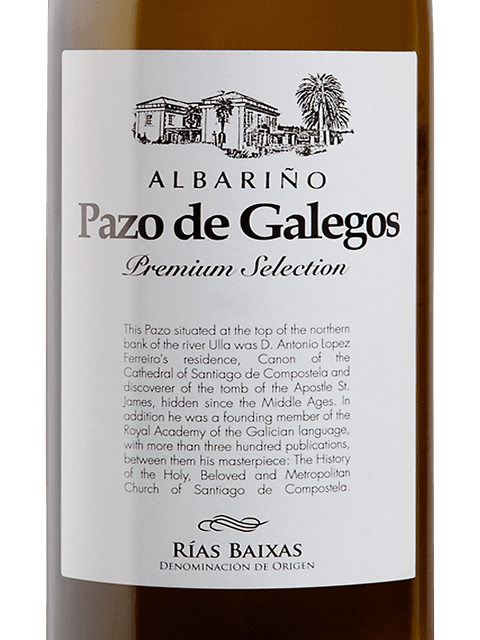 ALBARIÑO
Pazo de Galegos
Premium Selection
This Pazo situated at the top of the northern
bank of the river Ulla was D. Antonio Lopez
Ferreiro's residence, Canon of the
Cathedral of Santiago de Compostela and
discoverer of the tomb of the Apostle St.
James, hidden since the Middle Ages. In
addition he was a founding member of the
Royal Academy of the Galician language,
with more than three hundred publications,
between them his masterpiece: The History
of the Holy, Beloved and Metropolitan
Church of Santiago de Compostela.
RÍAS BAIXAS
DENOMINACIÓN DE ORIGEN